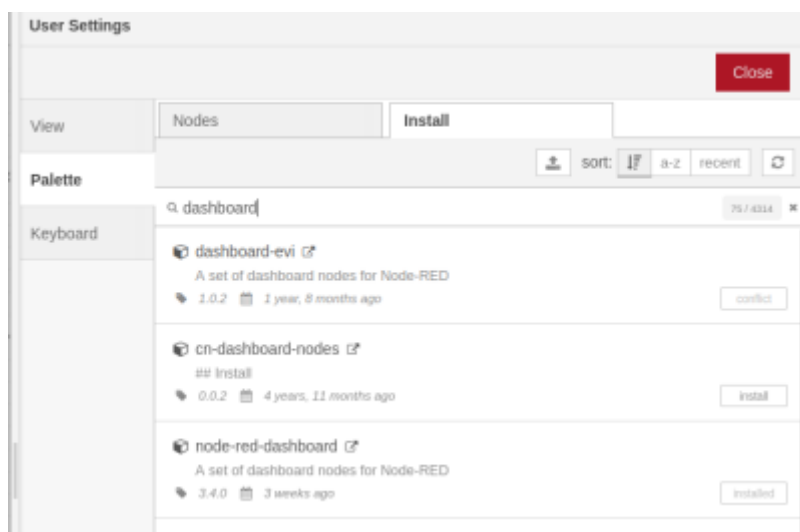 User Settings
Close
View
Nodes Install
sort: a-z recent
Palette
dashboard 75 / 4314
Keyboard
dashboard-evi
A set of dashboard nodes for Node-RED
1.0.2 1 year, 8 months ago conflict
cn-dashboard-nodes
## Install
0.0.2 4 years, 11 months ago install
node-red-dashboard
A set of dashboard nodes for Node-RED
3.4.0 3 weeks ago installed